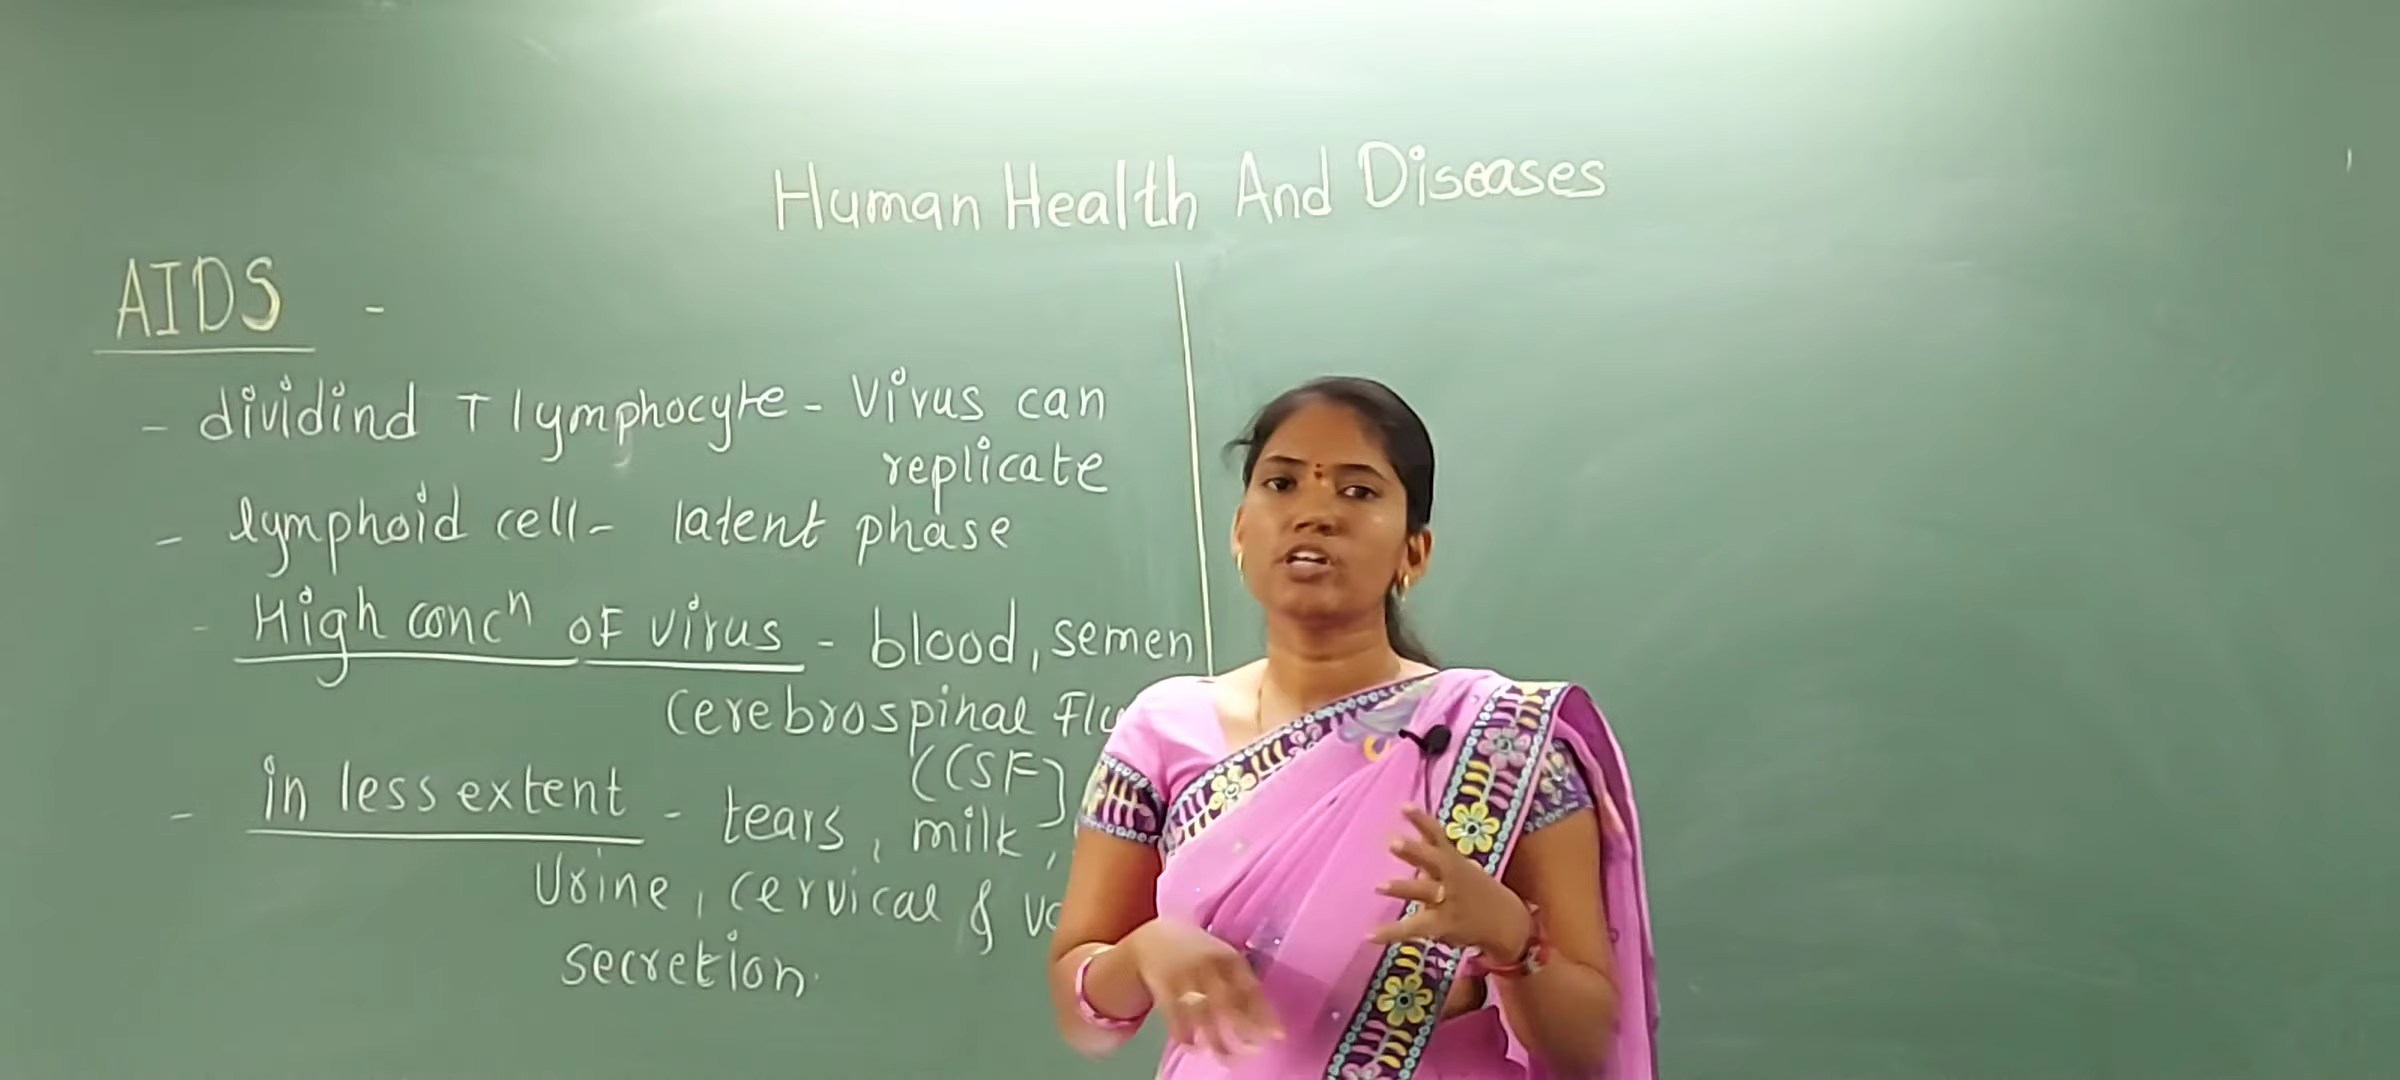 Human Health And Diseases
AIDS -
- dividind T lymphocyte - Virus can
replicate
- lymphoid cell - latent phase
- High concn of virus - blood, semen
Cerebrospinal
(CSF)
- in less extent - tears, milk,
Urine, cervical &
secretion.